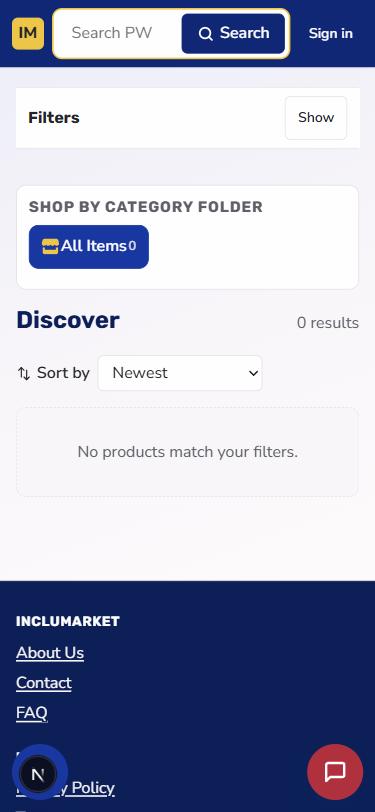 IM
Search PW
Search
Sign in
Filters
Show
SHOP BY CATEGORY FOLDER
All Items 0
Discover
0 results
Sort by
Newest
No products match your filters.
INCLUMARKET
About Us
Contact
FAQ
N
Policy